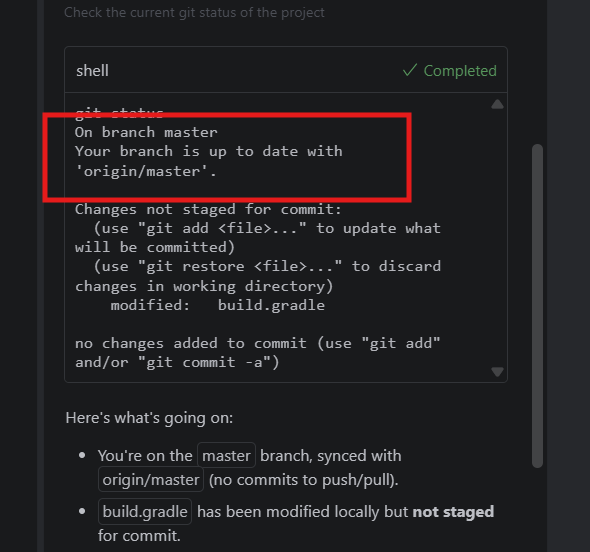 Check the current git status of the project
shell
✓ Completed
git status
On branch master
Your branch is up to date with
'origin/master'.
Changes not staged for commit:
  (use "git add <file>..." to update what
will be committed)
  (use "git restore <file>..." to discard
changes in working directory)
    modified:   build.gradle
no changes added to commit (use "git add"
and/or "git commit -a")
Here's what's going on:
• You're on the master branch, synced with
origin/master (no commits to push/pull).
• build.gradle has been modified locally but not staged
for commit.